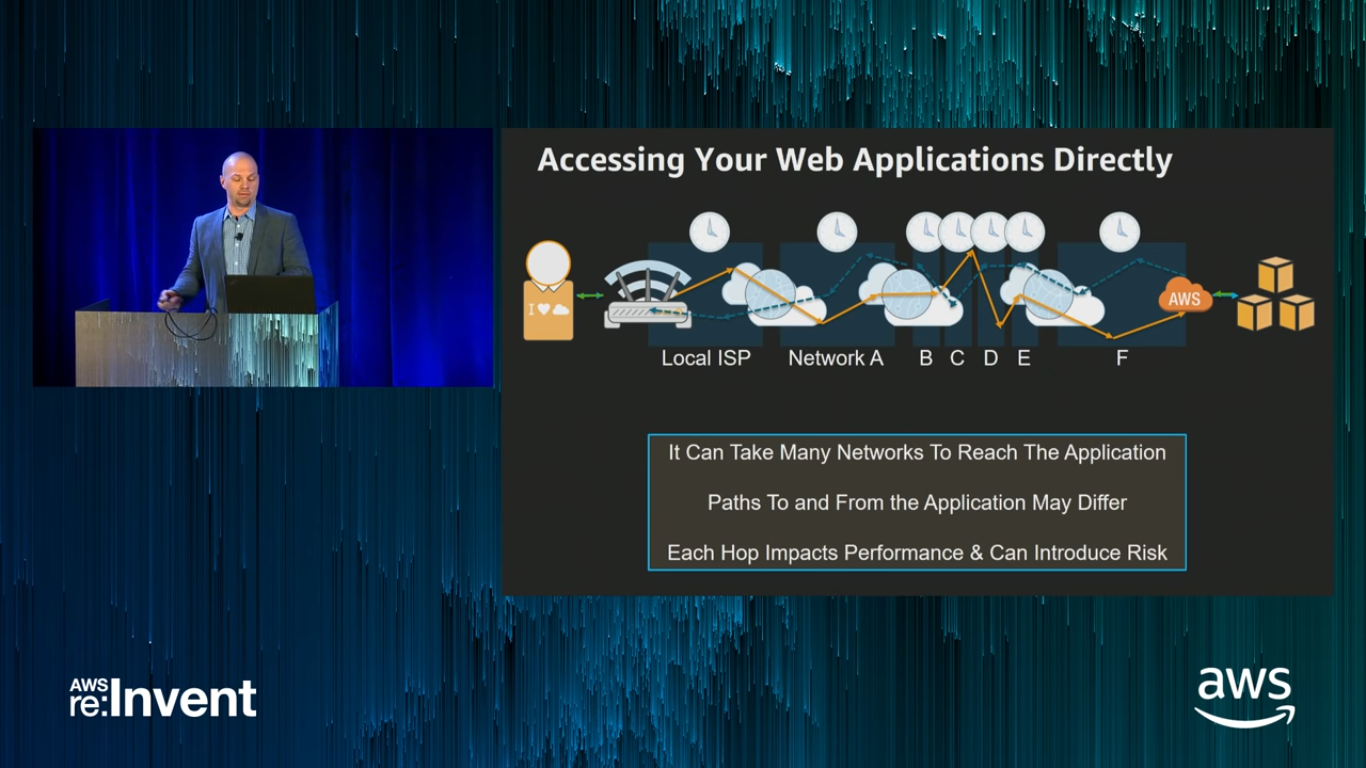 Accessing Your Web Applications Directly
I ♥
AWS
Local ISP
Network A
B
C
D
E
F
It Can Take Many Networks To Reach The Application
Paths To and From the Application May Differ
Each Hop Impacts Performance & Can Introduce Risk
AWS
re:Invent
aws